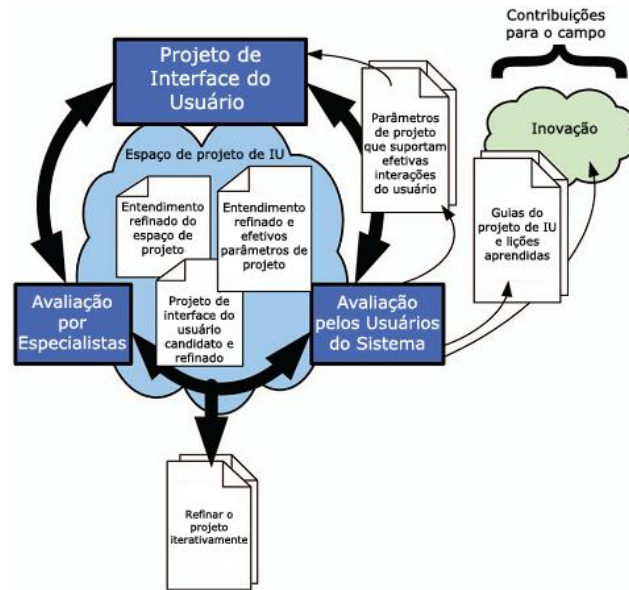 Contribuições
para o campo
Projeto de
Interface do
Usuário
Parâmetros
de projeto
que suportam
efetivas
interações
do usuário
Inovação
Guias do
projeto de IU
e lições
aprendidas
Espaço de projeto de IU
Entendimento
refinado do
espaço de
projeto
Entendimento
refinado e
efetivos
parâmetros de
projeto
Projeto de
interface do
usuário
candidato e
refinado
Avaliação
por
Especialistas
Avaliação
pelos Usuários
do Sistema
Refinar o
projeto
iterativamente